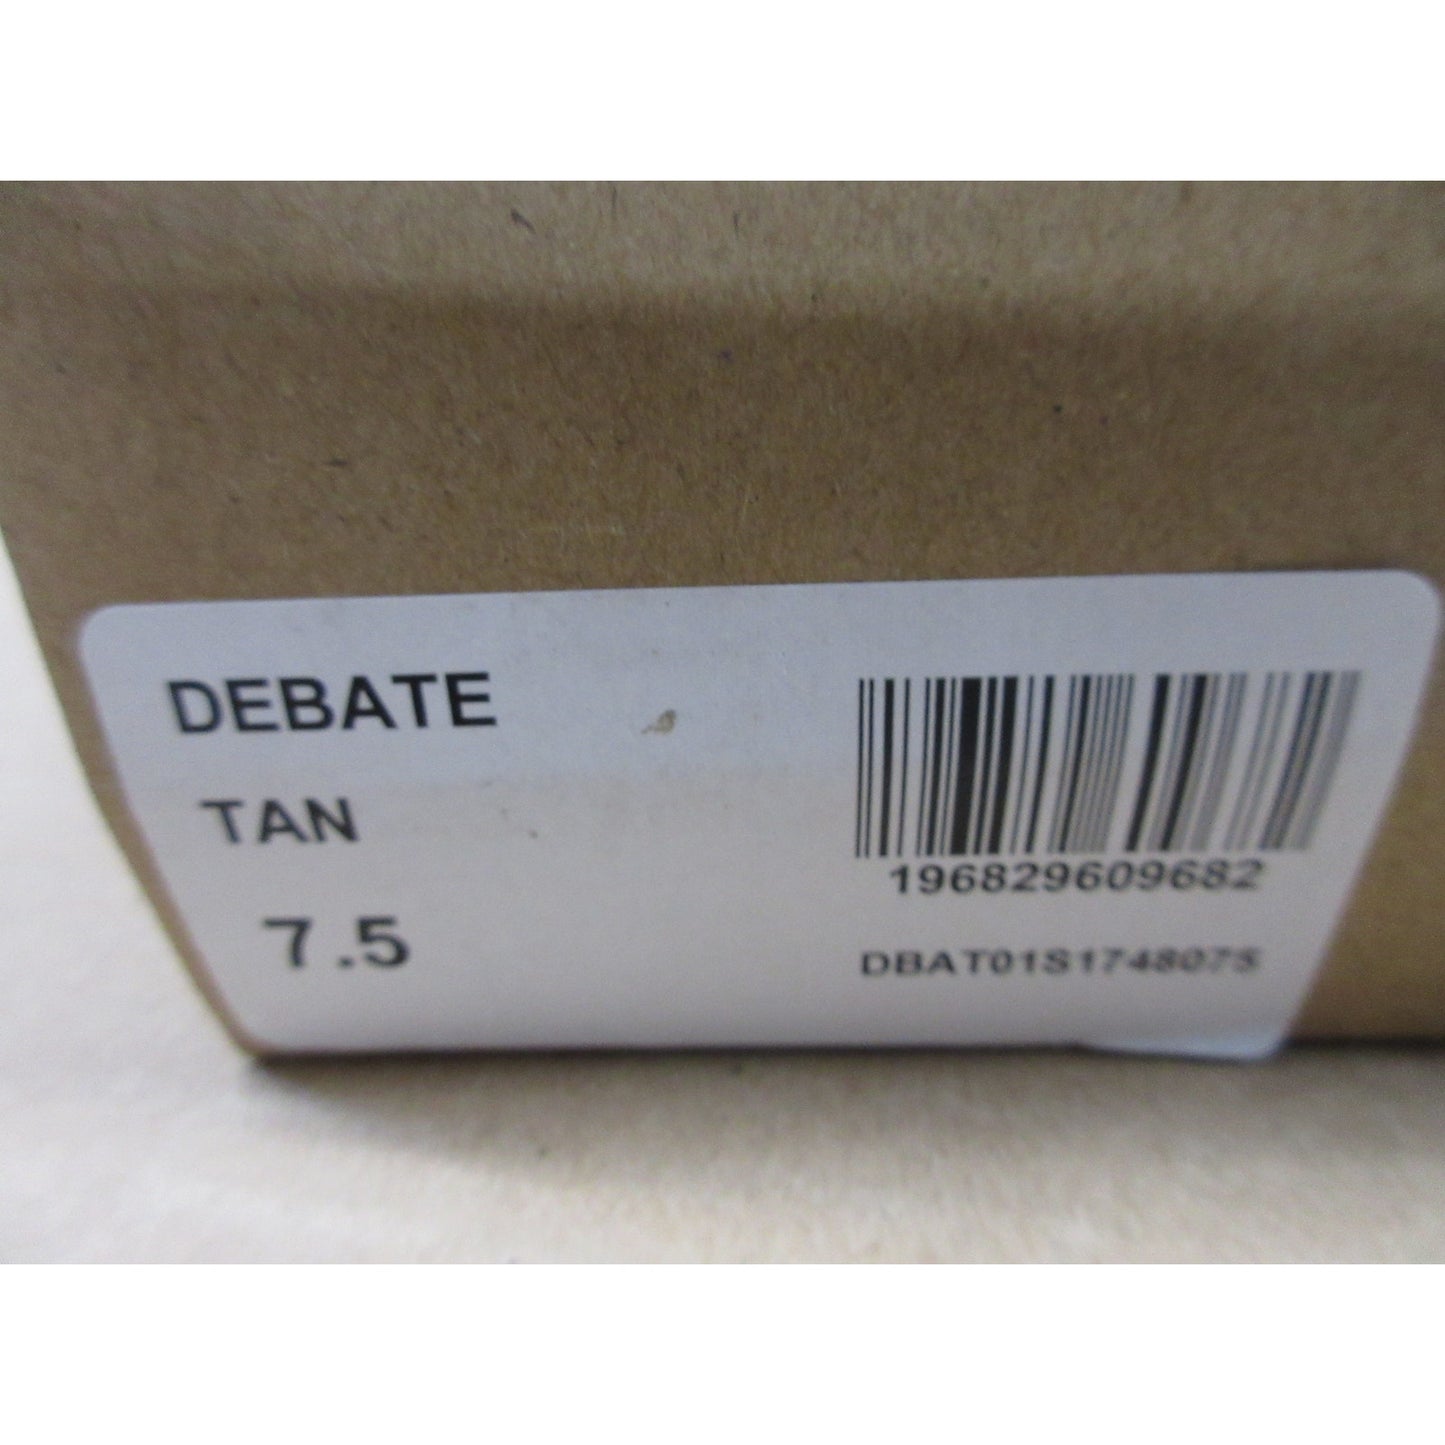 DEBATE
TAN
7.5
196829609682
DBAT01S1748075